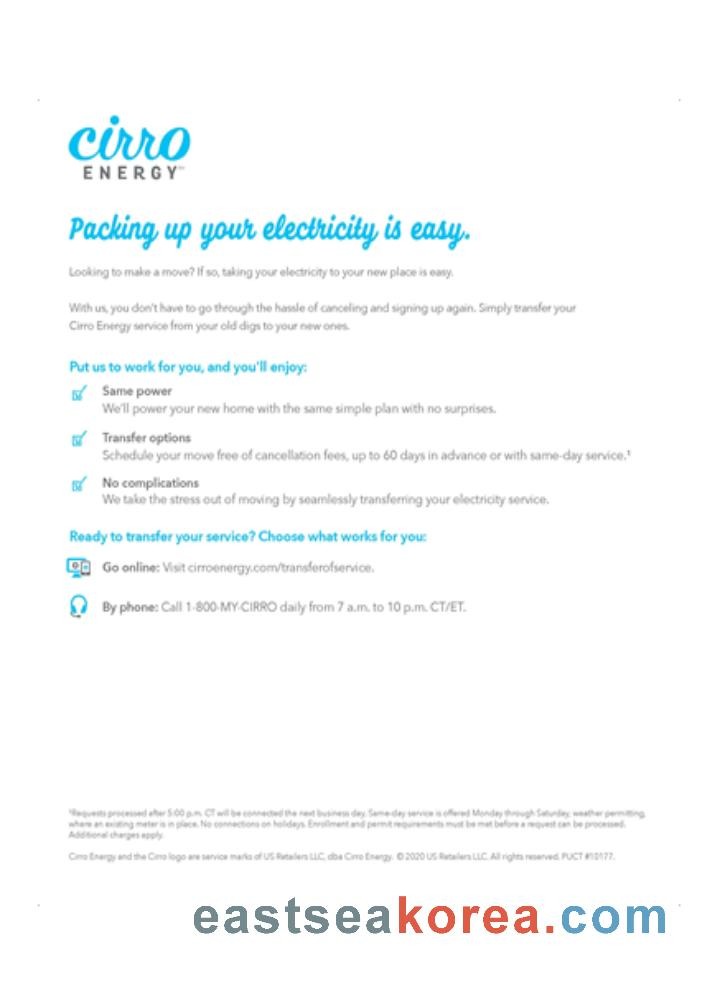 cirro
ENERGY
Packing up your electricity is easy.
Looking to make a move? If so, taking your electricity to your new place is easy.
With us, you don't have to go through the hassle of canceling and signing up again. Simply transfer your
Cirro Energy service from your old digs to your new ones.
Put us to work for you, and you'll enjoy:
Same power
We'll power your new home with the same simple plan with no surprises.
Transfer options
Schedule your move free of cancellation fees, up to 60 days in advance or with same-day service.¹
No complications
We take the stress out of moving by seamlessly transferring your electricity service.
Ready to transfer your service? Choose what works for you:
Go online: Visit cirroenergy.com/transferofservice.
By phone: Call 1-800-MY-CIRRO daily from 7 a.m. to 10 p.m. CT/ET.
¹Requests processed after 5:00 p.m. CT will be connected the next business day. Same-day service is offered Monday through Saturday, weather permitting,
where an existing meter is in place. No connections on holidays. Enrollment and permit requirements must be met before a request can be processed.
Additional charges apply.
Cirro Energy and the Cirro logo are service marks of US Retailers LLC, dba Cirro Energy. © 2020 US Retailers LLC. All rights reserved. PUCT #10177.
eastseakorea.com